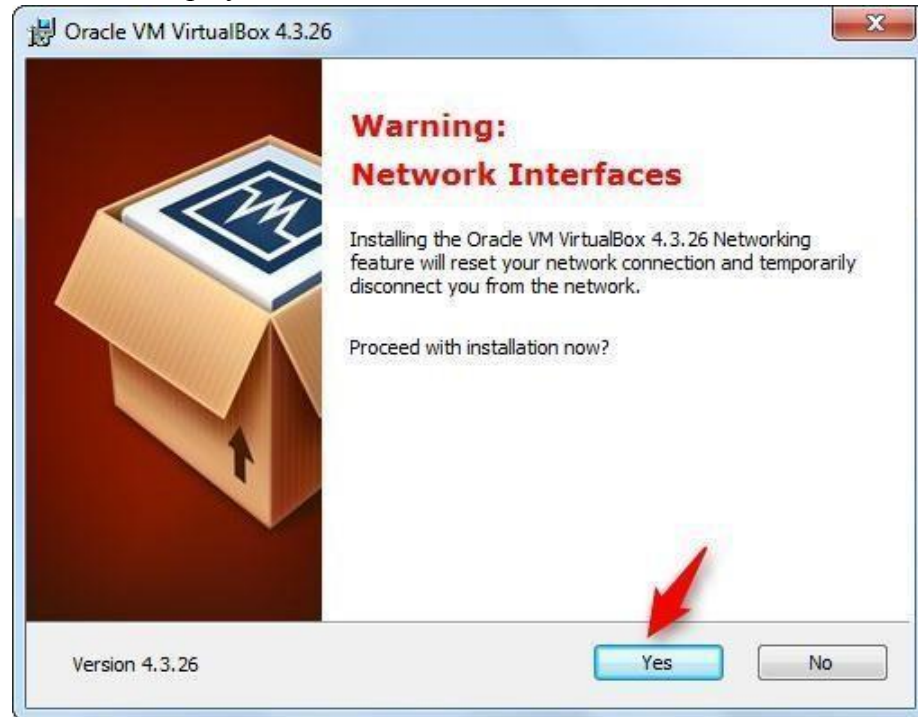 Oracle VM VirtualBox 4.3.26
Warning:
Network Interfaces
Installing the Oracle VM VirtualBox 4.3.26 Networking
feature will reset your network connection and temporarily
disconnect you from the network.
Proceed with installation now?
Version 4.3.26
Yes
No